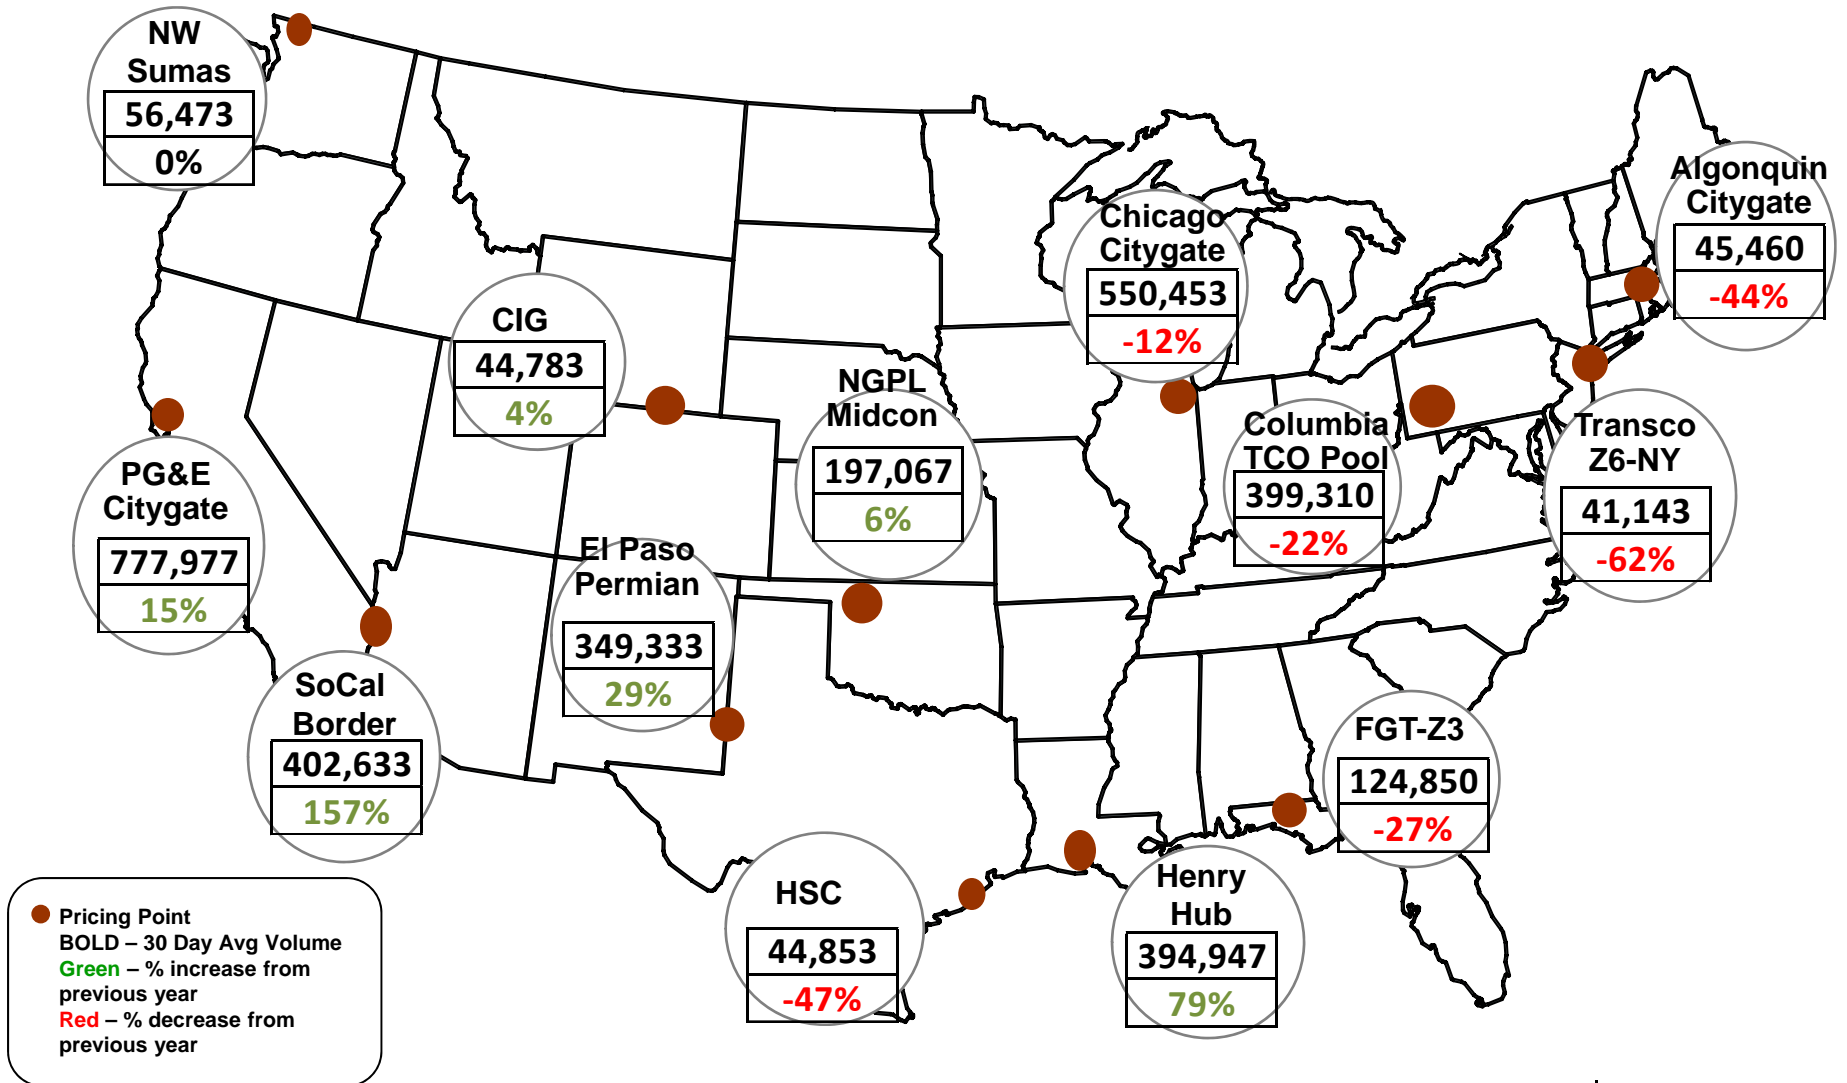 NW
Sumas
56,473
0%
Algonquin
Citygate
45,460
-44%
Chicago
Citygate
550,453
-12%
CIG
44,783
4%
NGPL
Midcon
197,067
6%
Columbia
TCO Pool
399,310
-22%
Transco
Z6-NY
41,143
-62%
PG&E
Citygate
777,977
15%
El Paso
Permian
349,333
29%
SoCal
Border
402,633
157%
FGT-Z3
124,850
-27%
HSC
44,853
-47%
Henry
Hub
394,947
79%
Pricing Point
BOLD – 30 Day Avg Volume
Green – % increase from
previous year
Red – % decrease from
previous year